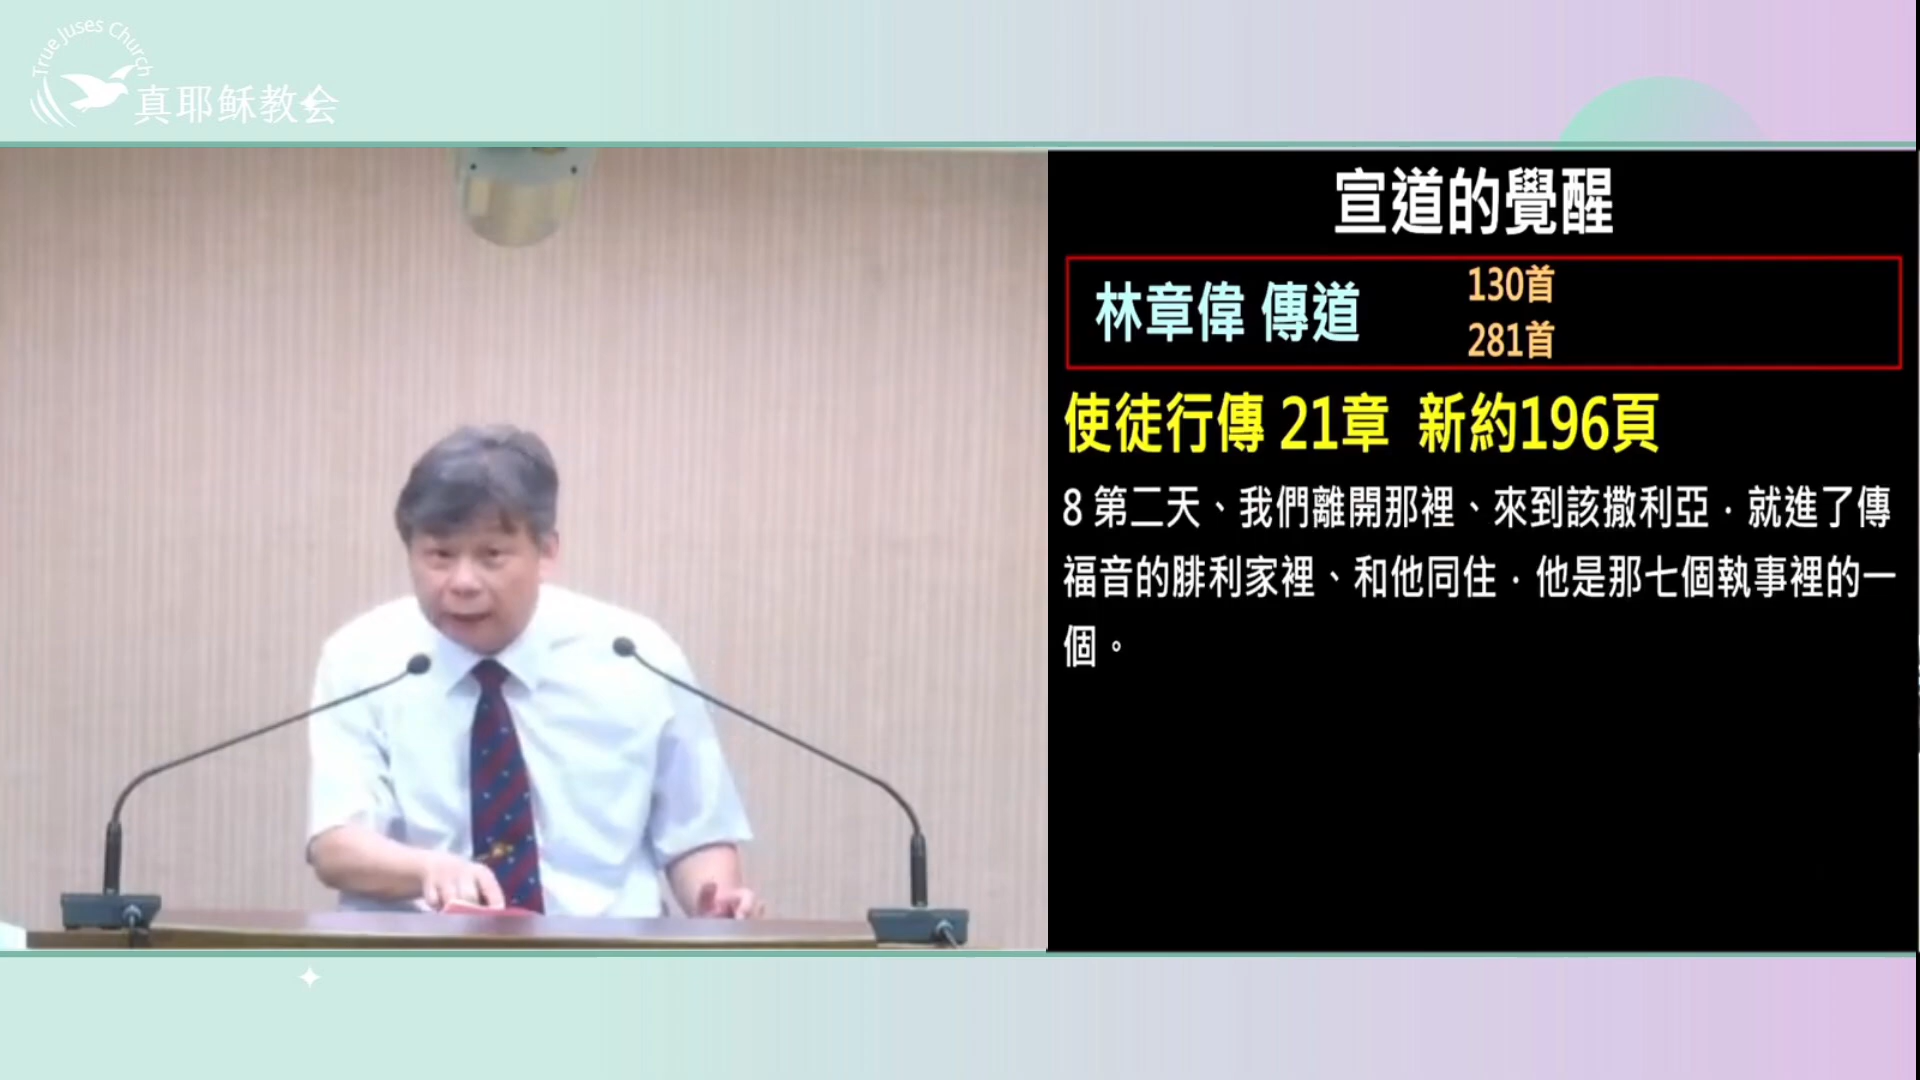 True Juses Church
真耶稣教会
宣道的覺醒
林章偉 傳道
130首
281首
使徒行傳 21章 新約196頁
8 第二天、我們離開那裡、來到該撒利亞．就進了傳
福音的腓利家裡、和他同住．他是那七個執事裡的一
個。